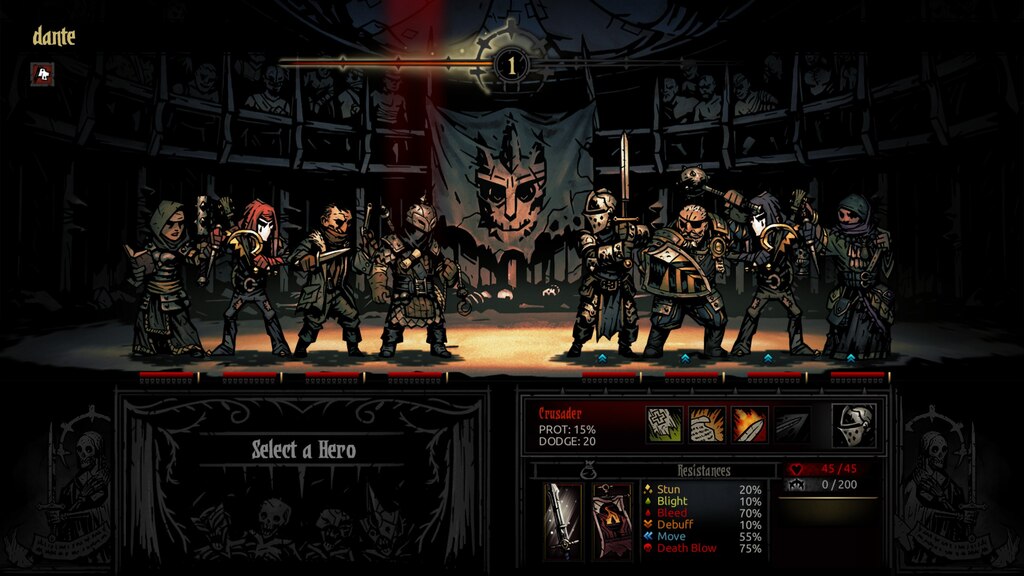 dante
1
Select a Hero
Crusader
PROT: 15%
DODGE: 20
Resistances
45 / 45
0 / 200
Stun 20%
Blight 10%
Bleed 70%
Debuff 10%
Move 55%
Death Blow 75%